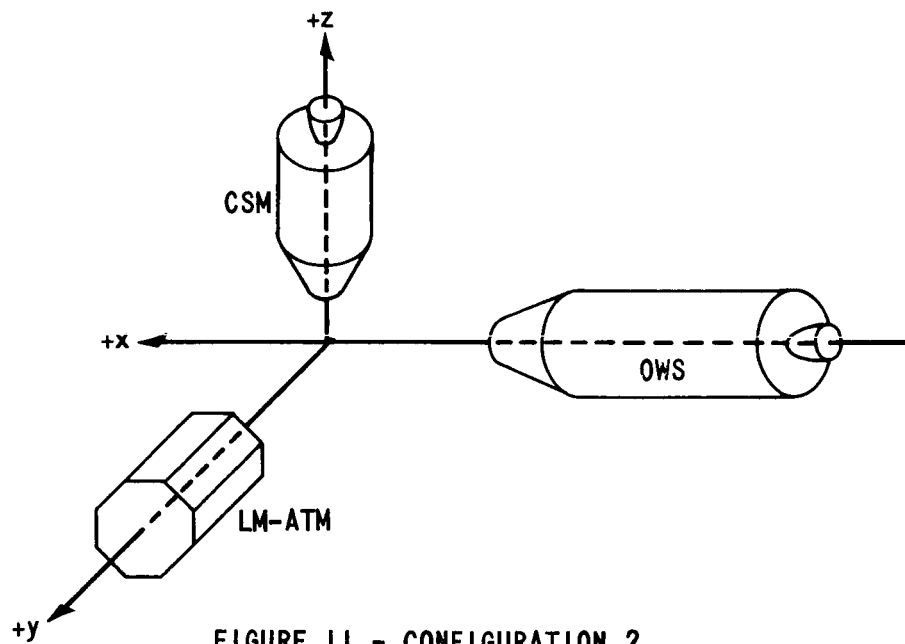 +z
CSM
+x
OWS
LM-ATM
+y
FIGURE 11 - CONFIGURATION 2